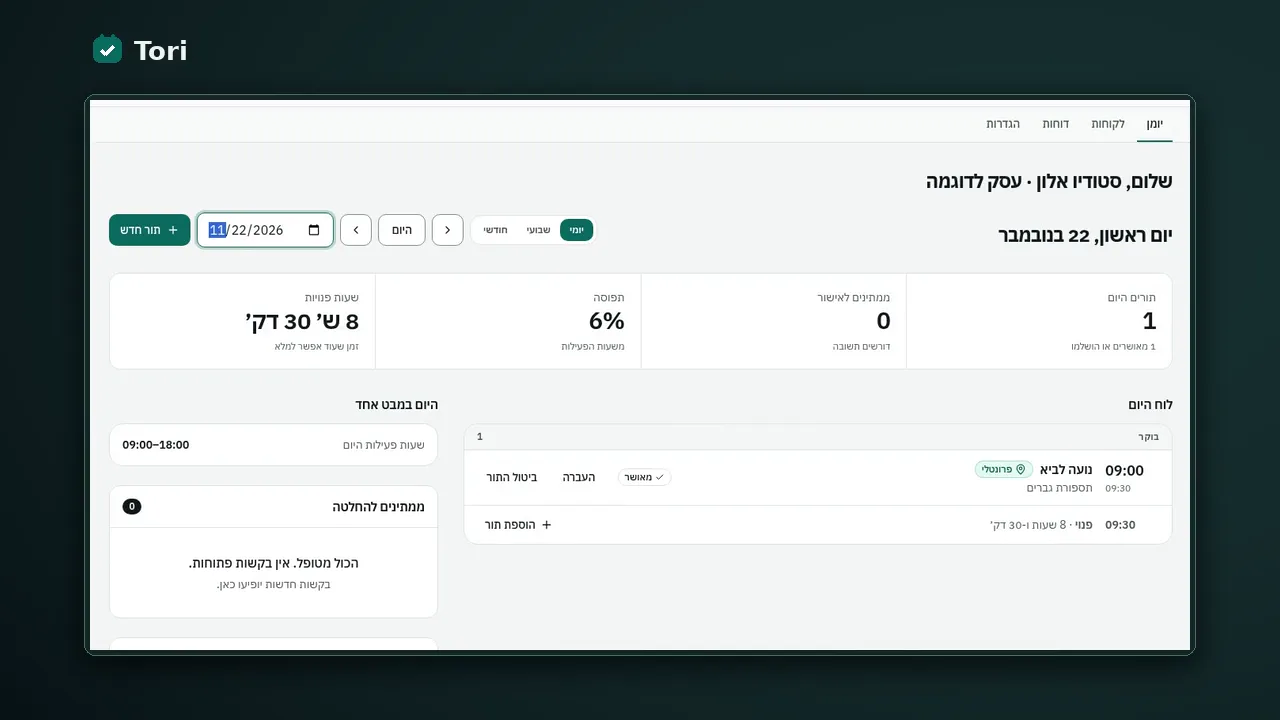 Tori
יומן
לקוחות
דוחות
הגדרות
שלום, סטודיו אלון · עסק לדוגמה
יום ראשון, 22 בנובמבר
יומי
שבועי
חודשי
היום
11/22/2026
+ תור חדש
תורים היום
1
1 מאושרים או הושלמו
ממתינים לאישור
0
דורשים תשובה
תפוסה
6%
משעות הפעילות
שעות פנויות
8 ש׳ 30 דק׳
זמן שעוד אפשר למלא
לוח היום
בוקר
1
09:00
נועה לביא
פרונטלי
09:30
תספורת גברים
מאושר
העברה
ביטול התור
09:30
פנוי · 8 שעות ו-30 דק׳
+ הוספת תור
היום במבט אחד
שעות פעילות היום
09:00–18:00
ממתינים להחלטה
0
הכול מטופל. אין בקשות פתוחות.
בקשות חדשות יופיעו כאן.